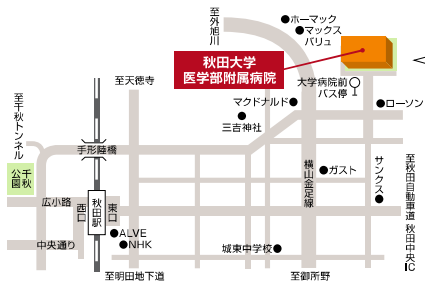 至外旭川
ホーマック
マックス
バリュ
秋田大学
医学部附属病院
至天徳寺
大学病院前
バス停
マクドナルド
ローソン
三吉神社
至千秋トンネル
手形陸橋
千秋
公園
横山金足線
ガスト
サンクス
至秋田自動車道
秋田中央IC
広小路
西口
秋田駅
東口
ALVE
NHK
中央通り
城東中学校
至明田地下道
至御所野